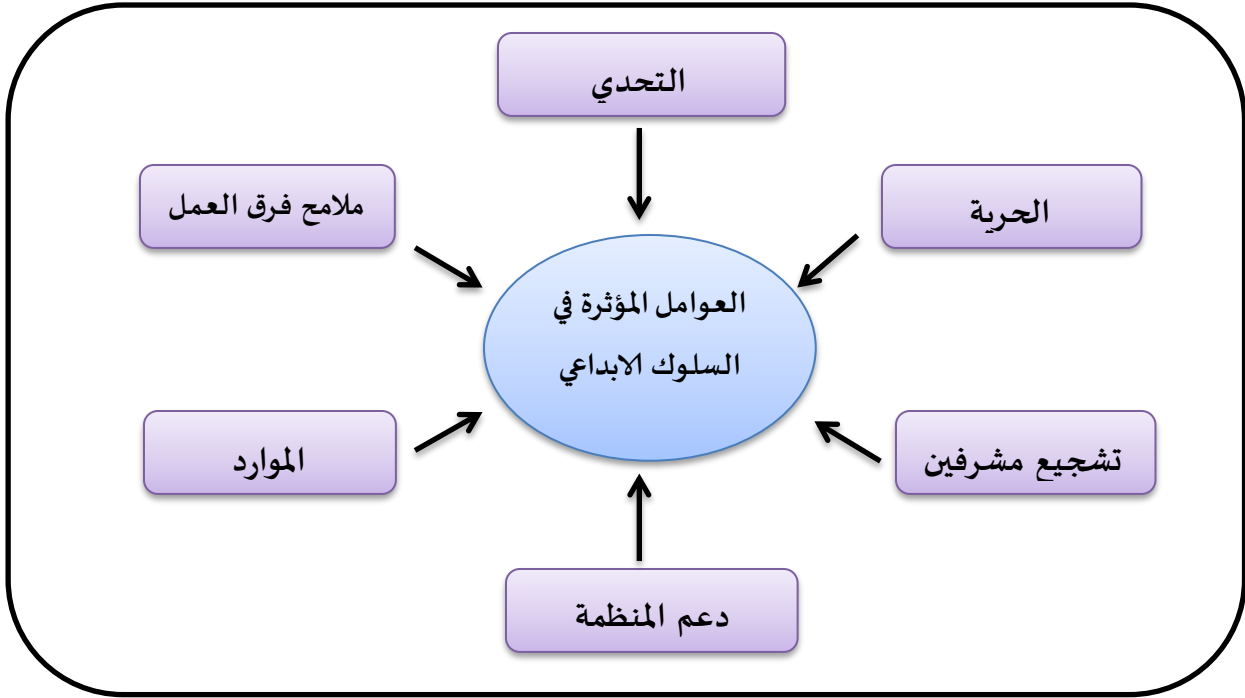 التحدي
الحرية
ملامح فرق العمل
العوامل المؤثرة في
السلوك الابداعي
تشجيع مشرفين
الموارد
دعم المنظمة